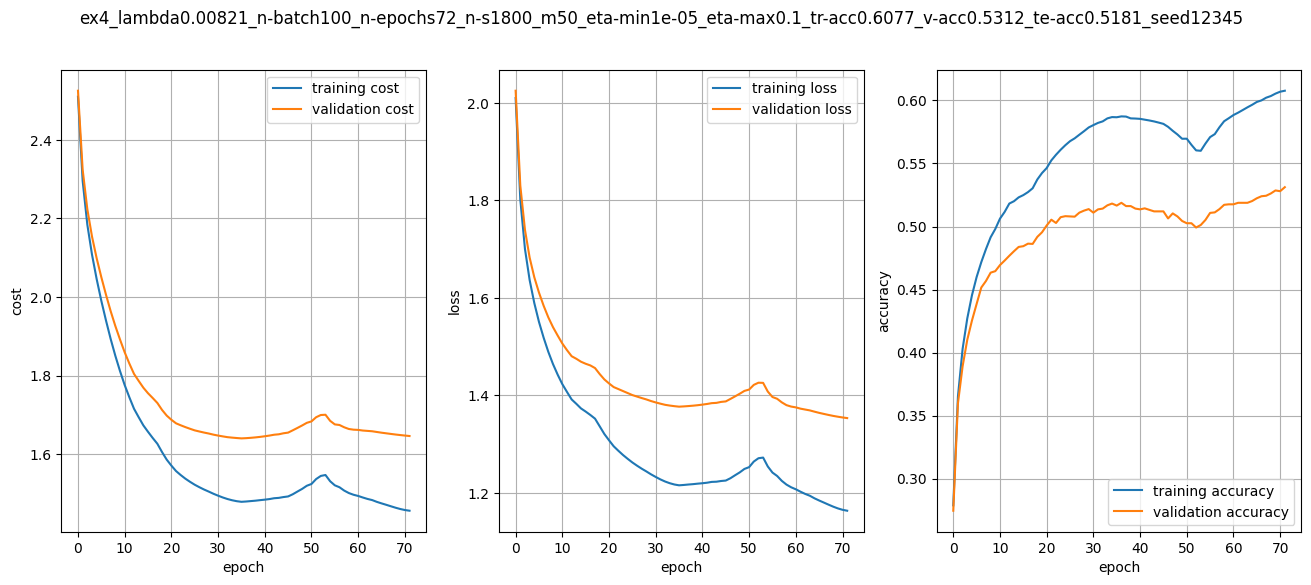 ex4_lambda0.00821_n-batch100_n-epochs72_n-s1800_m50_eta-min1e-05_eta-max0.1_tr-acc0.6077_v-acc0.5312_te-acc0.5181_seed12345
training cost
validation cost
2.4
2.2
2.0
1.8
1.6
cost
0 10 20 30 40 50 60 70
epoch
training loss
validation loss
2.0
1.8
1.6
1.4
1.2
loss
0 10 20 30 40 50 60 70
epoch
0.60
0.55
0.50
0.45
0.40
0.35
0.30
accuracy
training accuracy
validation accuracy
0 10 20 30 40 50 60 70
epoch